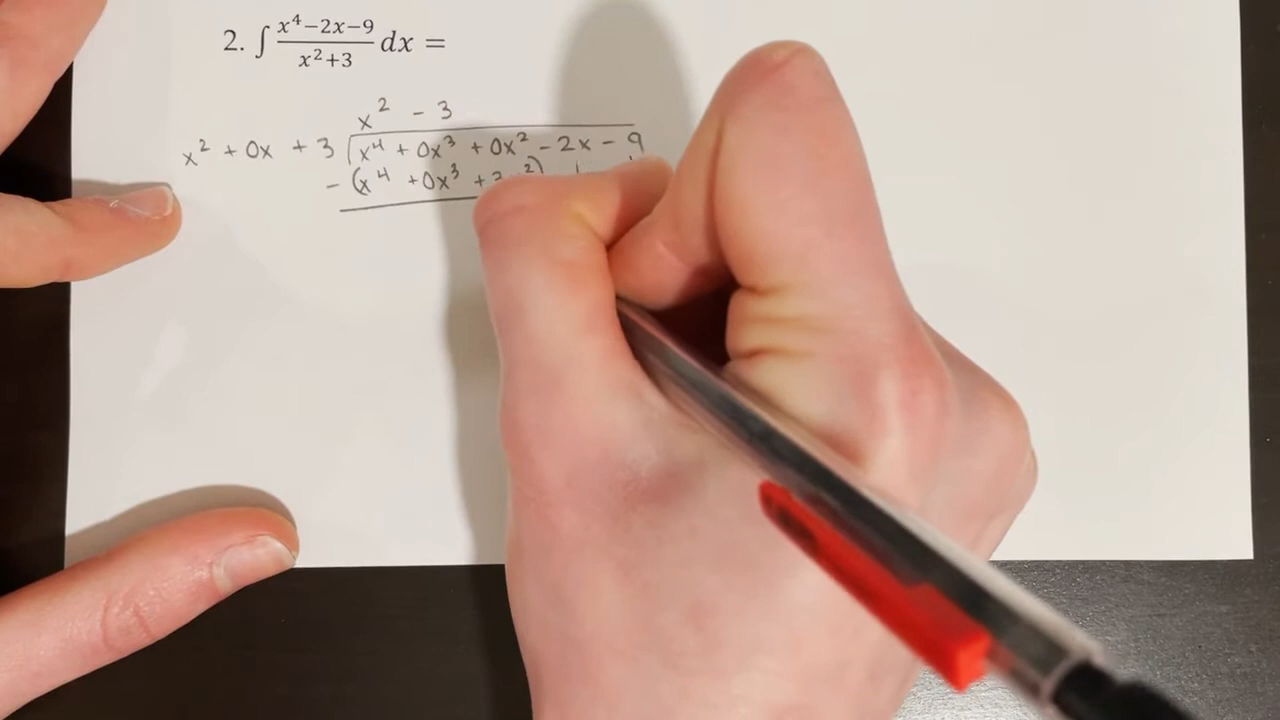 2. ∫ x⁴−2x−9 / x²+3 dx =
x² - 3
x² + 0x + 3 | x⁴ + 0x³ + 0x² - 2x - 9
- (x⁴ + 0x³ +